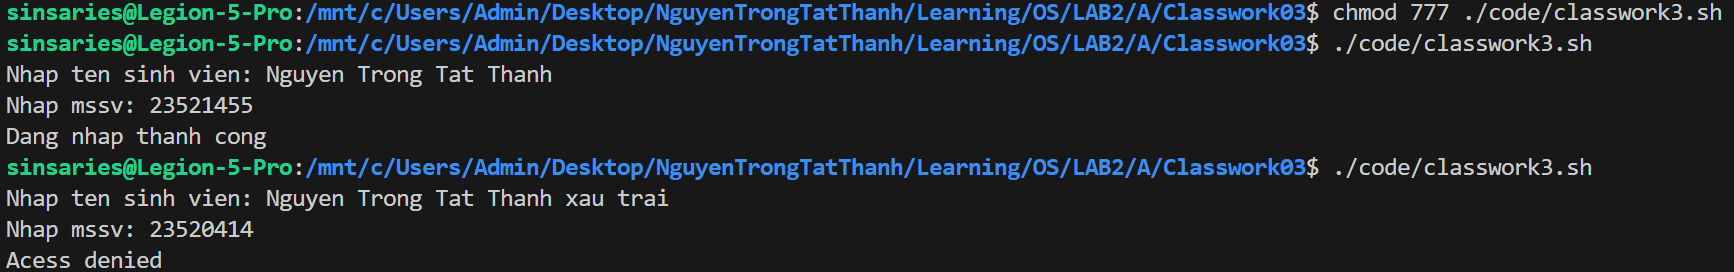 sinsaries@Legion-5-Pro:/mnt/c/Users/Admin/Desktop/NguyenTrongTatThanh/Learning/OS/LAB2/A/Classwork03$ chmod 777 ./code/classwork3.sh
sinsaries@Legion-5-Pro:/mnt/c/Users/Admin/Desktop/NguyenTrongTatThanh/Learning/OS/LAB2/A/Classwork03$ ./code/classwork3.sh
Nhap ten sinh vien: Nguyen Trong Tat Thanh
Nhap mssv: 23521455
Dang nhap thanh cong
sinsaries@Legion-5-Pro:/mnt/c/Users/Admin/Desktop/NguyenTrongTatThanh/Learning/OS/LAB2/A/Classwork03$ ./code/classwork3.sh
Nhap ten sinh vien: Nguyen Trong Tat Thanh xau trai
Nhap mssv: 23520414
Acess denied